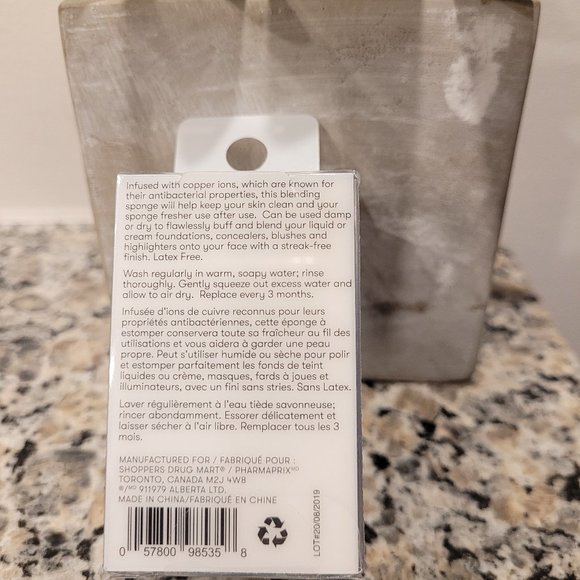 Infused with copper ions, which are known for
their antibacterial properties, this blending
sponge will help keep your skin clean and your
sponge fresher use after use. Can be used damp
or dry to flawlessly buff and blend your liquid or
cream foundations, concealers, blushes and
highlighters onto your face with a streak-free
finish. Latex Free.
Wash regularly in warm, soapy water; rinse
thoroughly. Gently squeeze out excess water and
allow to air dry. Replace every 3 months.
Infusée d'ions de cuivre reconnus pour leurs
propriétés antibactériennes, cette éponge à
estomper conservera toute sa fraîcheur au fil des
utilisations et vous aidera à garder une peau
propre. Peut s'utiliser humide ou sèche pour polir
et estomper parfaitement les fonds de teint
liquides ou crème, masques, fards à joues et
illuminateurs, avec un fini sans stries. Sans Latex.
Laver régulièrement à l'eau tiède savonneuse;
rincer abondamment. Essorer délicatement et
laisser sécher à l'air libre. Remplacer tous les 3
mois.
MANUFACTURED FOR / FABRIQUÉ POUR :
SHOPPERS DRUG MART® / PHARMAPRIX MD
TORONTO, CANADA M2J 4W8
®/MD 911979 ALBERTA LTD.
MADE IN CHINA/FABRIQUÉ EN CHINE
0 57800 98535 8
LOT#20/08/2019